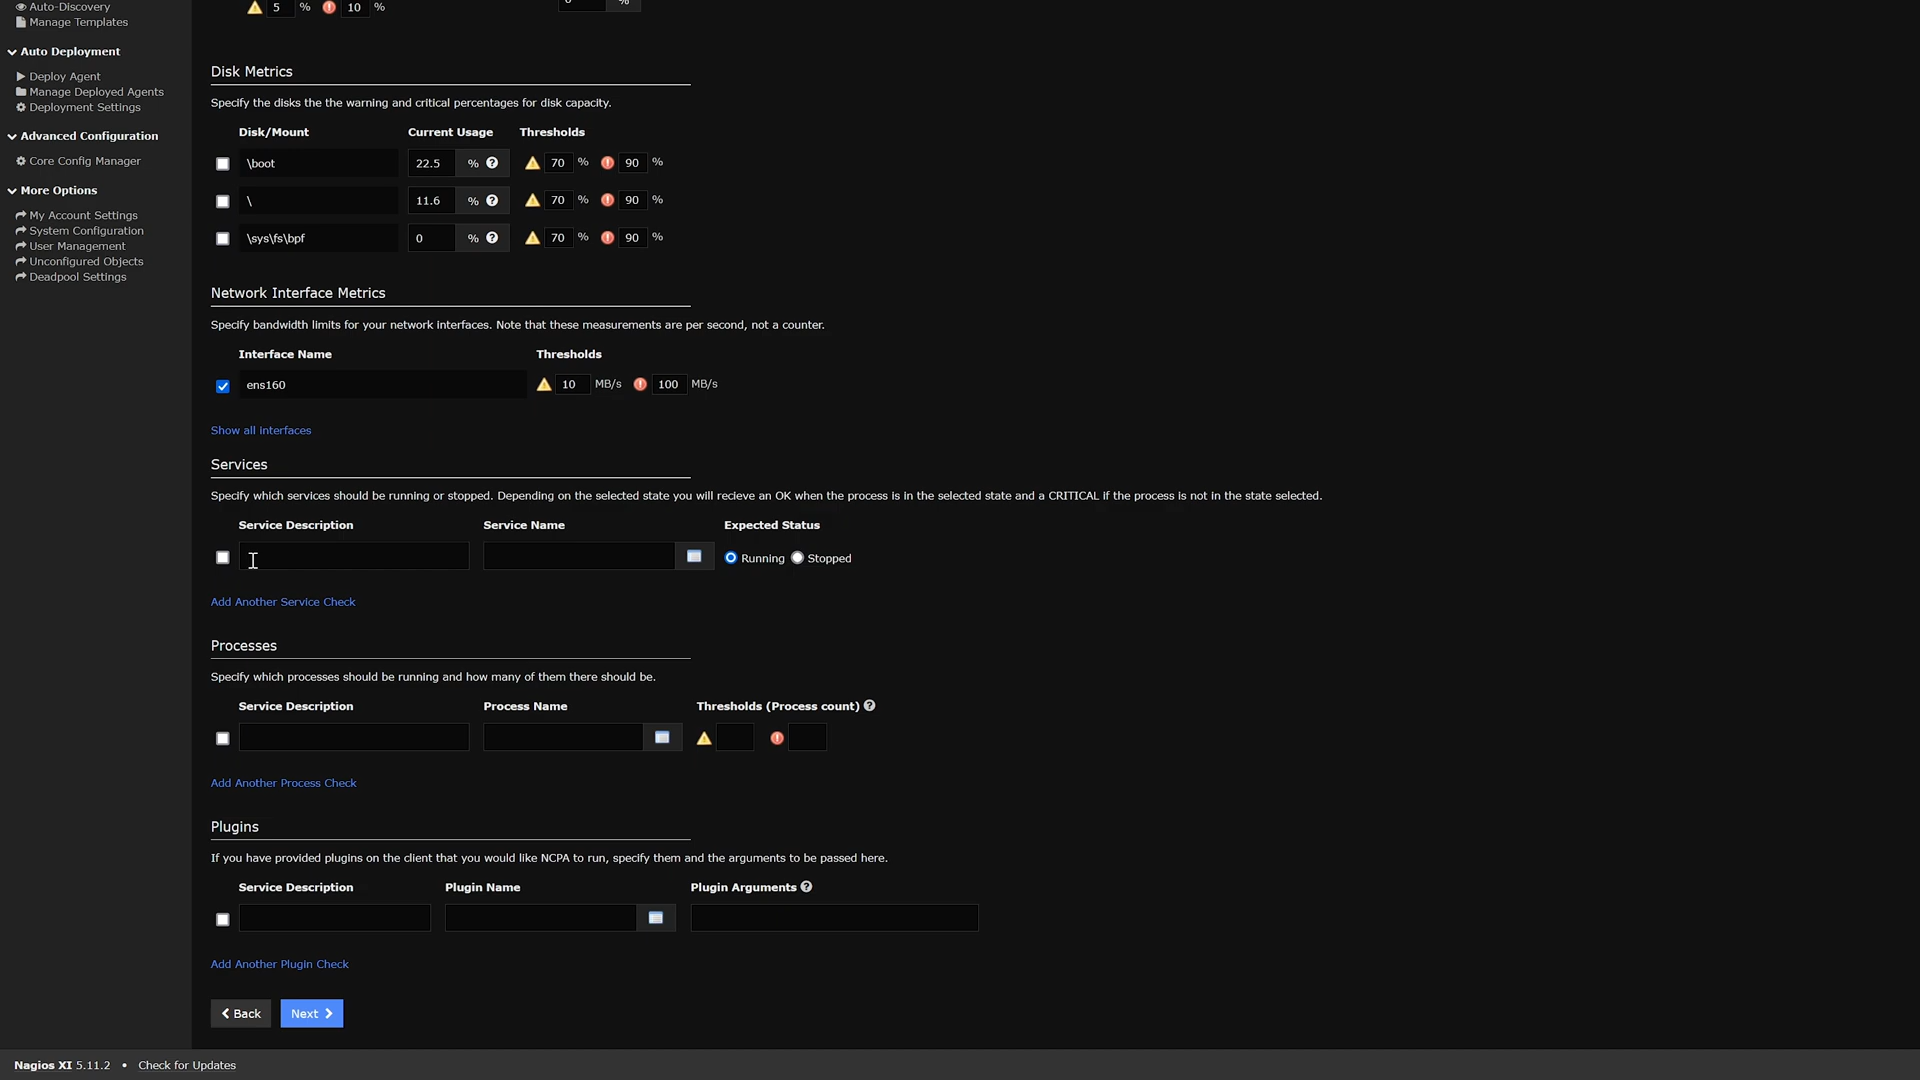 Auto-Discovery
Manage Templates
Auto Deployment
Deploy Agent
Manage Deployed Agents
Deployment Settings
Advanced Configuration
Core Config Manager
More Options
My Account Settings
System Configuration
User Management
Unconfigured Objects
Deadpool Settings
5 % 10 % %
Disk Metrics
Specify the disks the the warning and critical percentages for disk capacity.
Disk/Mount Current Usage Thresholds
\boot 22.5 % 70 % 90 %
\ 11.6 % 70 % 90 %
\sys\fs\bpf 0 % 70 % 90 %
Network Interface Metrics
Specify bandwidth limits for your network interfaces. Note that these measurements are per second, not a counter.
Interface Name Thresholds
ens160 10 MB/s 100 MB/s
Show all interfaces
Services
Specify which services should be running or stopped. Depending on the selected state you will recieve an OK when the process is in the selected state and a CRITICAL if the process is not in the state selected.
Service Description Service Name Expected Status
Running Stopped
Add Another Service Check
Processes
Specify which processes should be running and how many of them there should be.
Service Description Process Name Thresholds (Process count)
Add Another Process Check
Plugins
If you have provided plugins on the client that you would like NCPA to run, specify them and the arguments to be passed here.
Service Description Plugin Name Plugin Arguments
Add Another Plugin Check
Back Next
Nagios XI 5.11.2 • Check for Updates